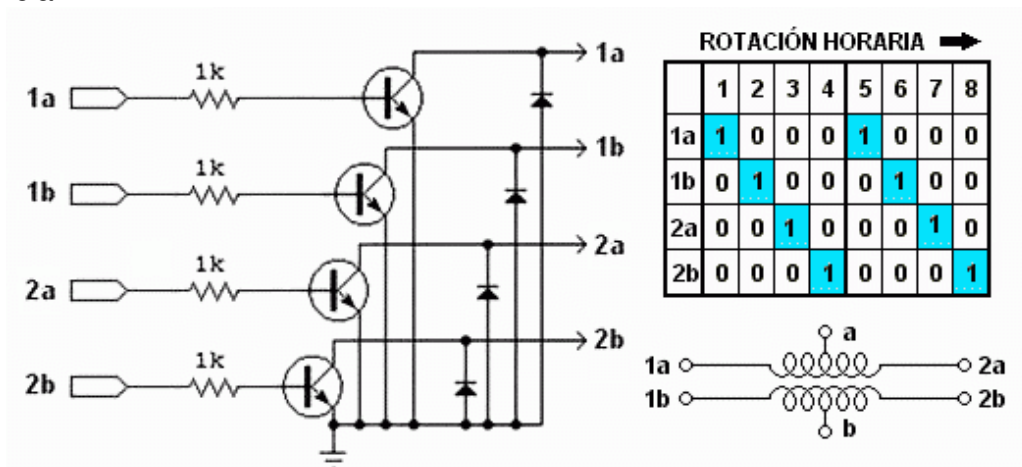 1a 1k 1a
1b 1k 1b
2a 1k 2a
2b 1k 2b
ROTACIÓN HORARIA
1 2 3 4 5 6 7 8
1a 1 0 0 0 1 0 0 0
1b 0 1 0 0 0 1 0 0
2a 0 0 1 0 0 0 1 0
2b 0 0 0 1 0 0 0 1
a
1a 2a
1b 2b
b